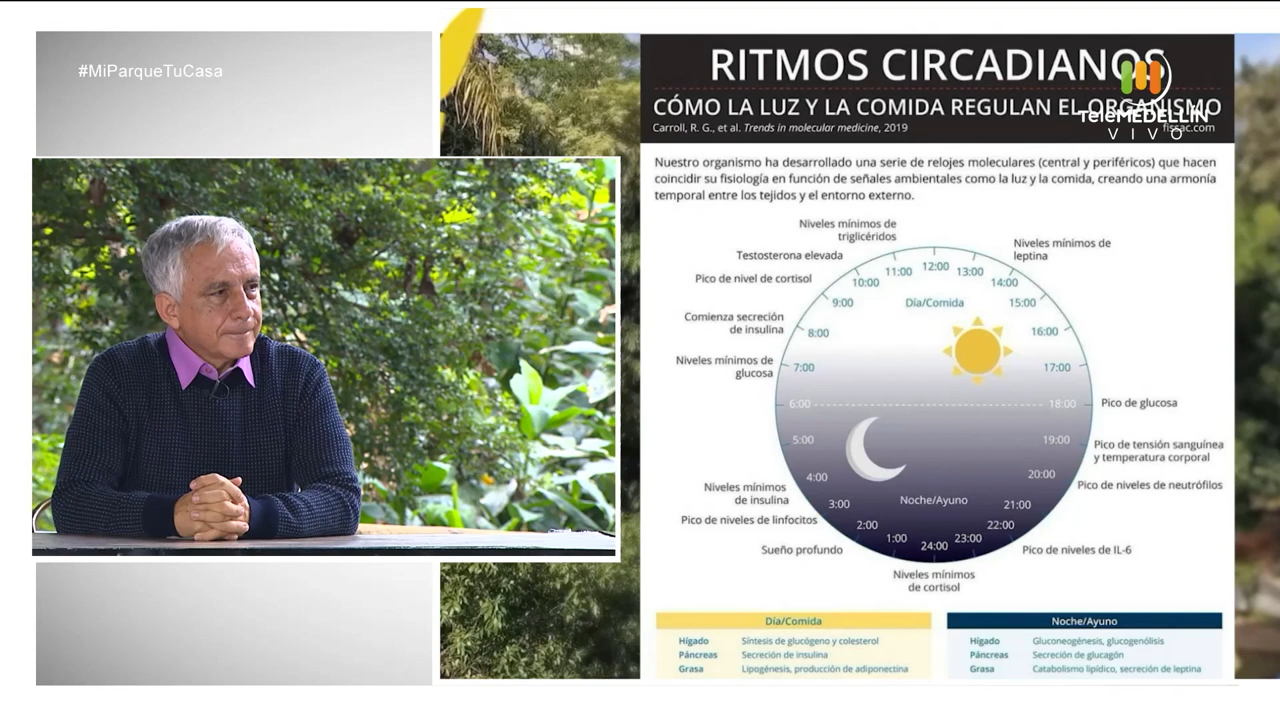 #MiParqueTuCasa
RITMOS CIRCADIANOS
TeleMEDELLÍN
VIVO
CÓMO LA LUZ Y LA COMIDA REGULAN EL ORGANISMO
Carroll, R. G., et al. Trends in molecular medicine, 2019
fissac.com
Nuestro organismo ha desarrollado una serie de relojes moleculares (central y periféricos) que hacen
coincidir su fisiología en función de señales ambientales como la luz y la comida, creando una armonía
temporal entre los tejidos y el entorno externo.
Niveles mínimos de
triglicéridos
Testosterona elevada
Pico de nivel de cortisol
Comienza secreción
de insulina
Niveles mínimos de
glucosa
Niveles mínimos de
leptina
12:00
11:00
13:00
10:00
14:00
9:00
Día/Comida
15:00
8:00
16:00
7:00
17:00
6:00
18:00
Pico de glucosa
5:00
19:00
Pico de tensión sanguínea
y temperatura corporal
4:00
20:00
Pico de niveles de neutrófilos
Niveles mínimos
de insulina
3:00
Noche/Ayuno
21:00
Pico de niveles de linfocitos
2:00
22:00
1:00
23:00
24:00
Sueño profundo
Pico de niveles de IL-6
Niveles mínimos
de cortisol
Día/Comida
Hígado Síntesis de glucógeno y colesterol
Páncreas Secreción de insulina
Grasa Lipogénesis, producción de adiponectina
Noche/Ayuno
Hígado Gluconeogénesis, glucogenólisis
Páncreas Secreción de glucagón
Grasa Catabolismo lipídico, secreción de leptina